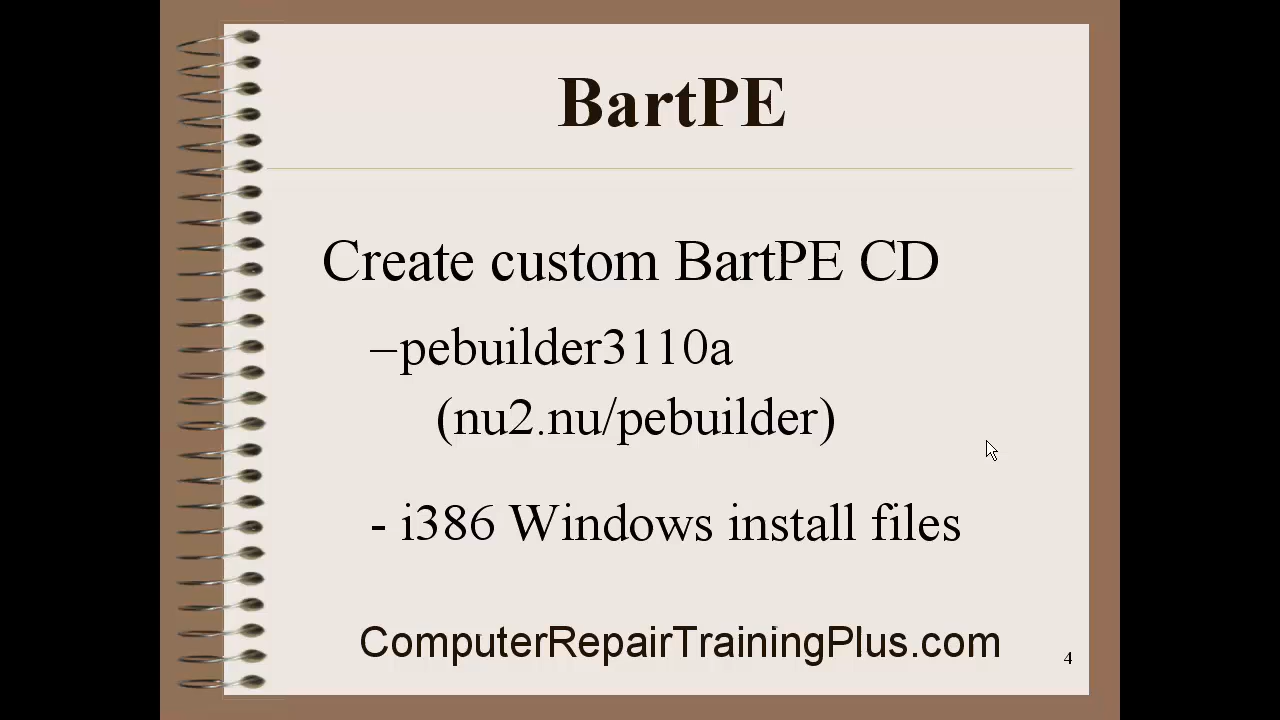 BartPE
Create custom BartPE CD
–pebuilder3110a
(nu2.nu/pebuilder)
- i386 Windows install files
ComputerRepairTrainingPlus.com
4